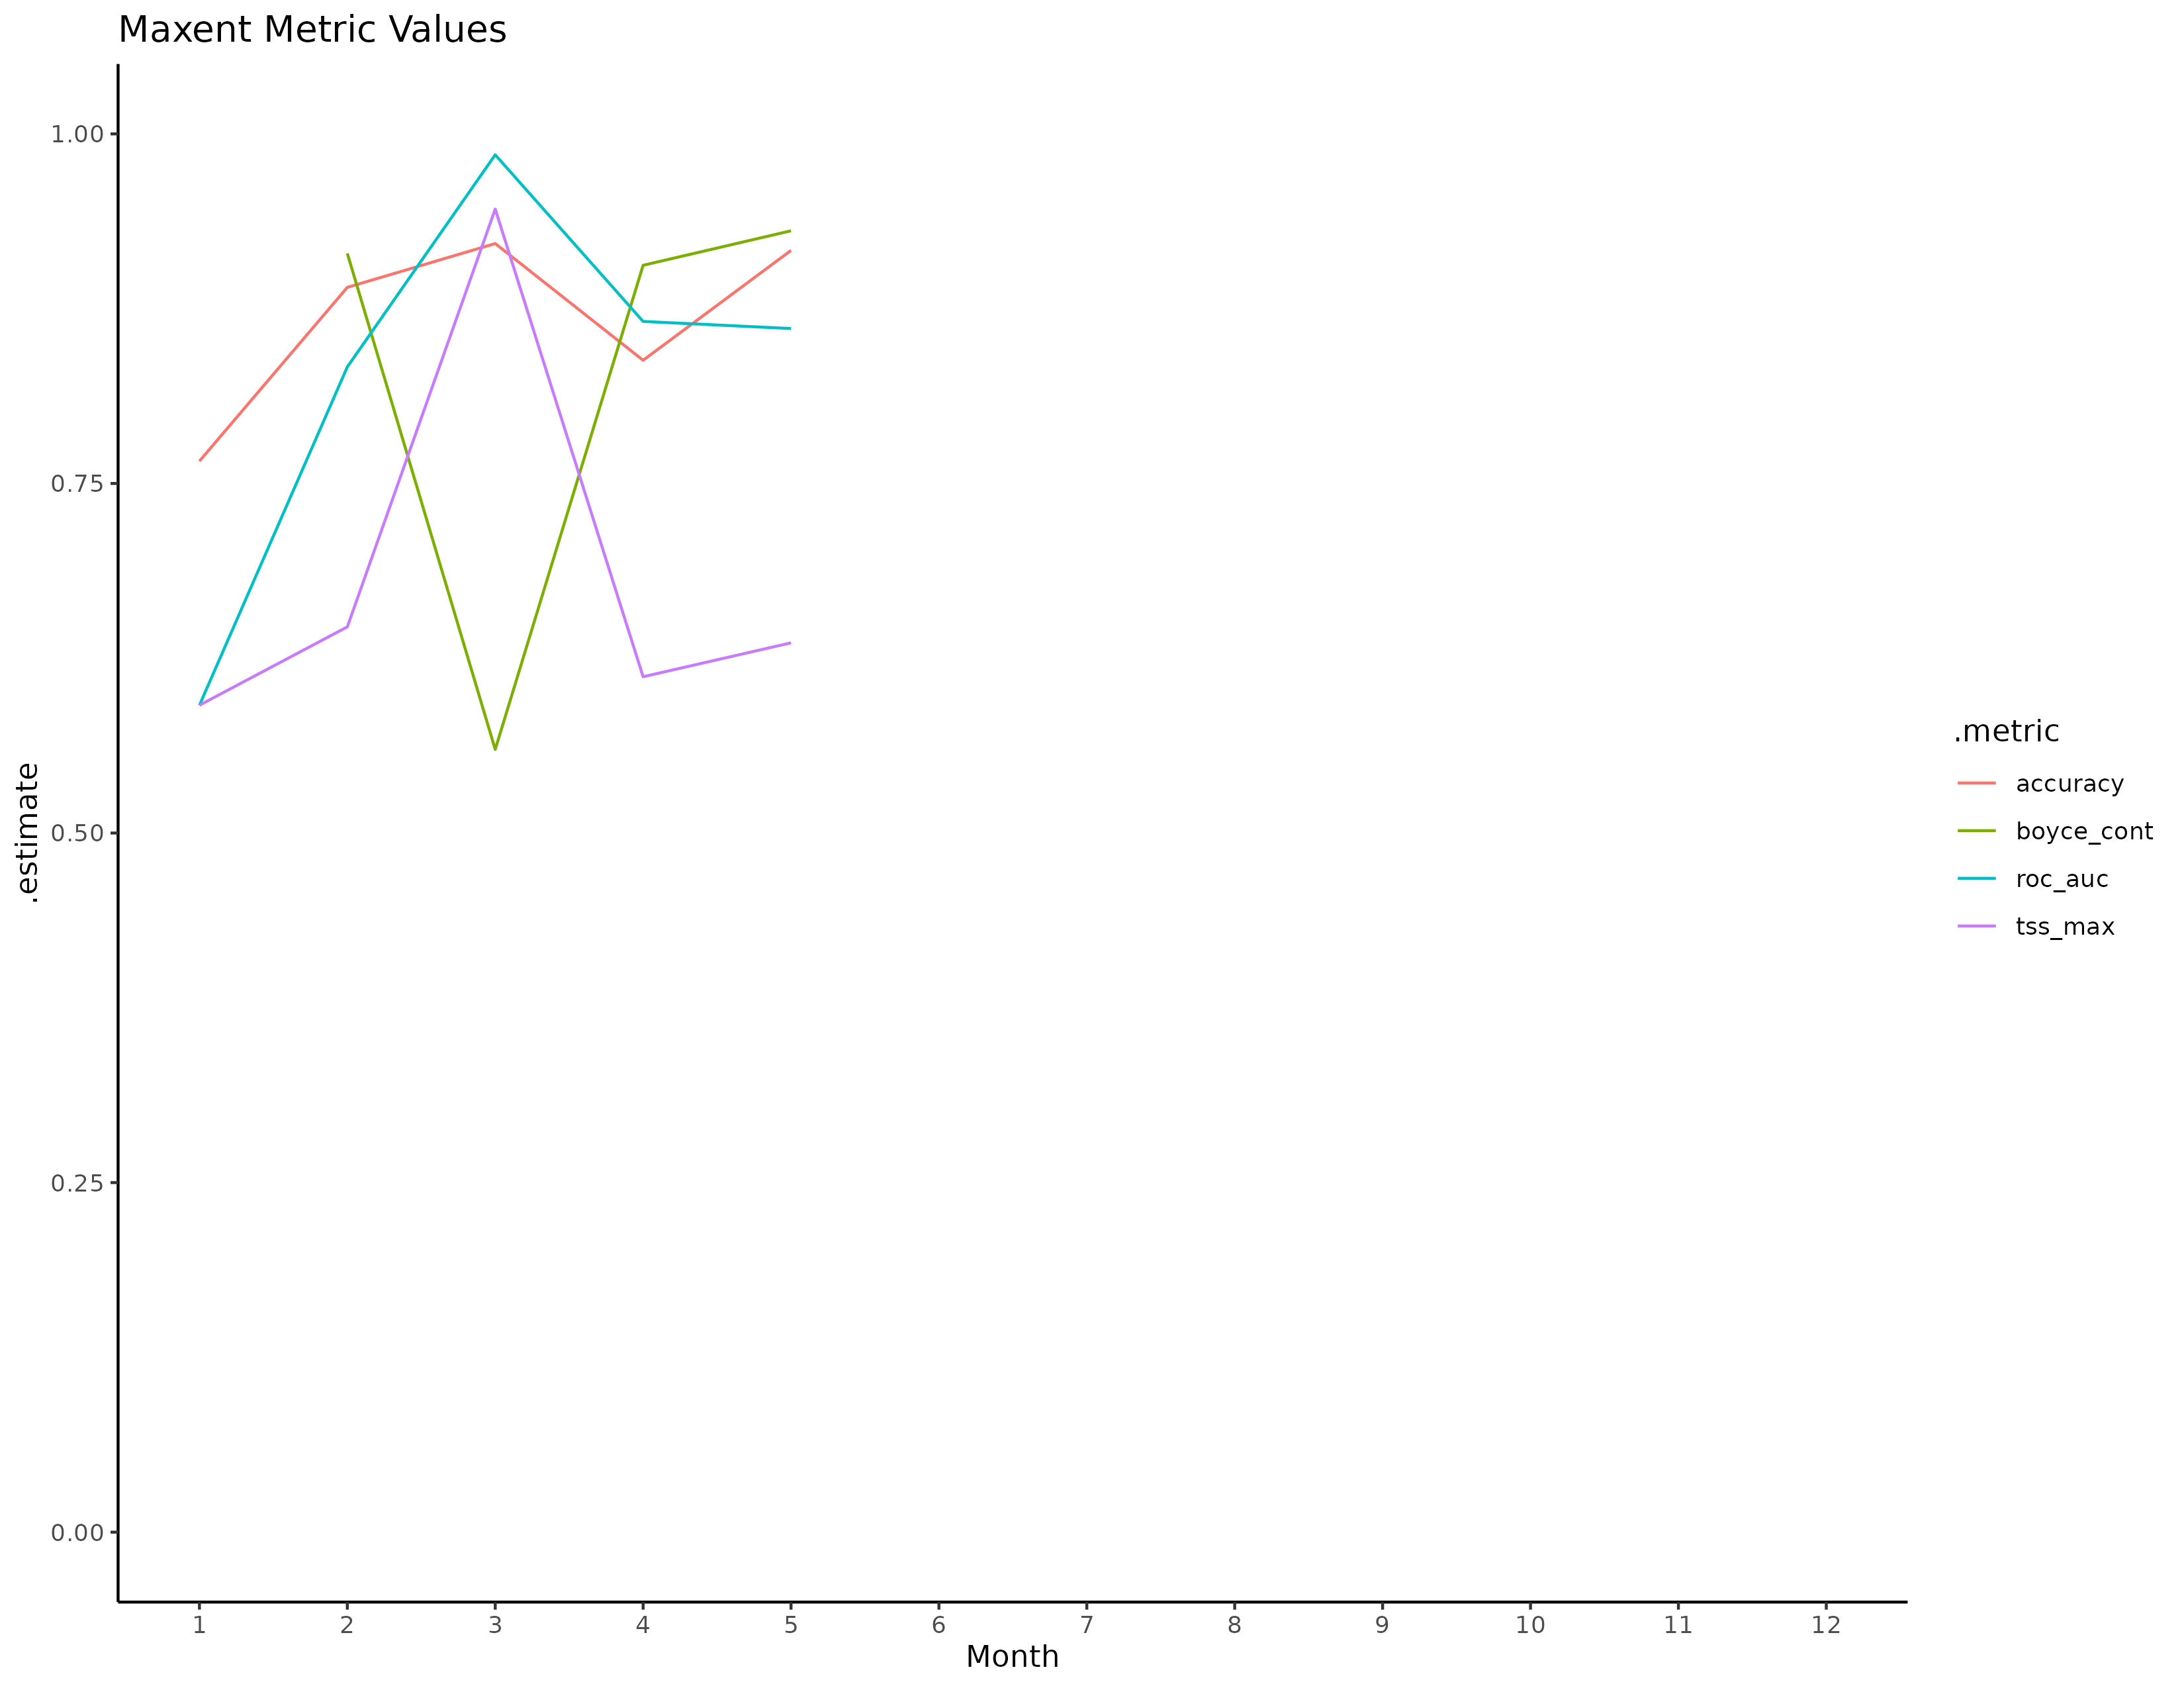 Maxent Metric Values
1.00
0.75
0.50
0.25
0.00
.estimate
1 2 3 4 5 6 7 8 9 10 11 12
Month
.metric
accuracy
boyce_cont
roc_auc
tss_max